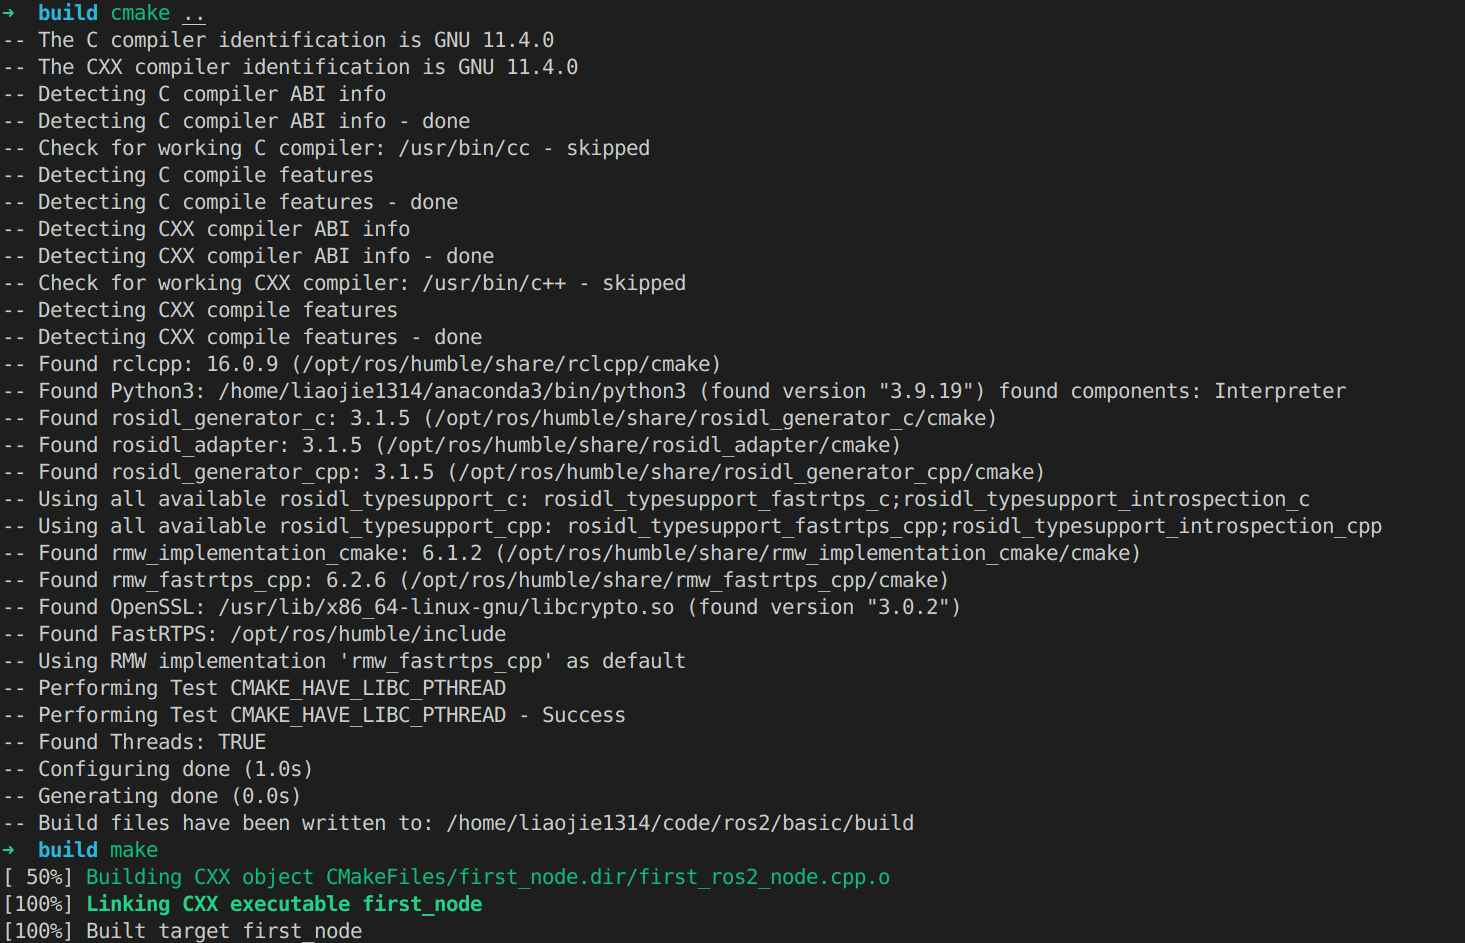 →  build cmake ..
-- The C compiler identification is GNU 11.4.0
-- The CXX compiler identification is GNU 11.4.0
-- Detecting C compiler ABI info
-- Detecting C compiler ABI info - done
-- Check for working C compiler: /usr/bin/cc - skipped
-- Detecting C compile features
-- Detecting C compile features - done
-- Detecting CXX compiler ABI info
-- Detecting CXX compiler ABI info - done
-- Check for working CXX compiler: /usr/bin/c++ - skipped
-- Detecting CXX compile features
-- Detecting CXX compile features - done
-- Found rclcpp: 16.0.9 (/opt/ros/humble/share/rclcpp/cmake)
-- Found Python3: /home/liaojie1314/anaconda3/bin/python3 (found version "3.9.19") found components: Interpreter
-- Found rosidl_generator_c: 3.1.5 (/opt/ros/humble/share/rosidl_generator_c/cmake)
-- Found rosidl_adapter: 3.1.5 (/opt/ros/humble/share/rosidl_adapter/cmake)
-- Found rosidl_generator_cpp: 3.1.5 (/opt/ros/humble/share/rosidl_generator_cpp/cmake)
-- Using all available rosidl_typesupport_c: rosidl_typesupport_fastrtps_c;rosidl_typesupport_introspection_c
-- Using all available rosidl_typesupport_cpp: rosidl_typesupport_fastrtps_cpp;rosidl_typesupport_introspection_cpp
-- Found rmw_implementation_cmake: 6.1.2 (/opt/ros/humble/share/rmw_implementation_cmake/cmake)
-- Found rmw_fastrtps_cpp: 6.2.6 (/opt/ros/humble/share/rmw_fastrtps_cpp/cmake)
-- Found OpenSSL: /usr/lib/x86_64-linux-gnu/libcrypto.so (found version "3.0.2")
-- Found FastRTPS: /opt/ros/humble/include
-- Using RMW implementation 'rmw_fastrtps_cpp' as default
-- Performing Test CMAKE_HAVE_LIBC_PTHREAD
-- Performing Test CMAKE_HAVE_LIBC_PTHREAD - Success
-- Found Threads: TRUE
-- Configuring done (1.0s)
-- Generating done (0.0s)
-- Build files have been written to: /home/liaojie1314/code/ros2/basic/build
→  build make
[ 50%] Building CXX object CMakeFiles/first_node.dir/first_ros2_node.cpp.o
[100%] Linking CXX executable first_node
[100%] Built target first_node